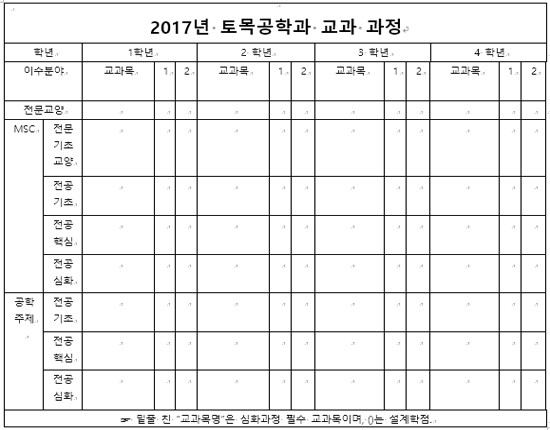 2017년 토목공학과 교과 과정
학년 1학년 2 학년 3 학년 4 학년
이수분야 교과목 1 2 교과목 1 2 교과목 1 2 교과목 1 2
전문교양
MSC 전문
기초
교양
전공
기초
전공
핵심
전공
심화
공학
주제
전공
기초
전공
핵심
전공
심화
☞ 밑줄 친 "교과목명"은 심화과정 필수 교과목이며, ()는 설계학점.